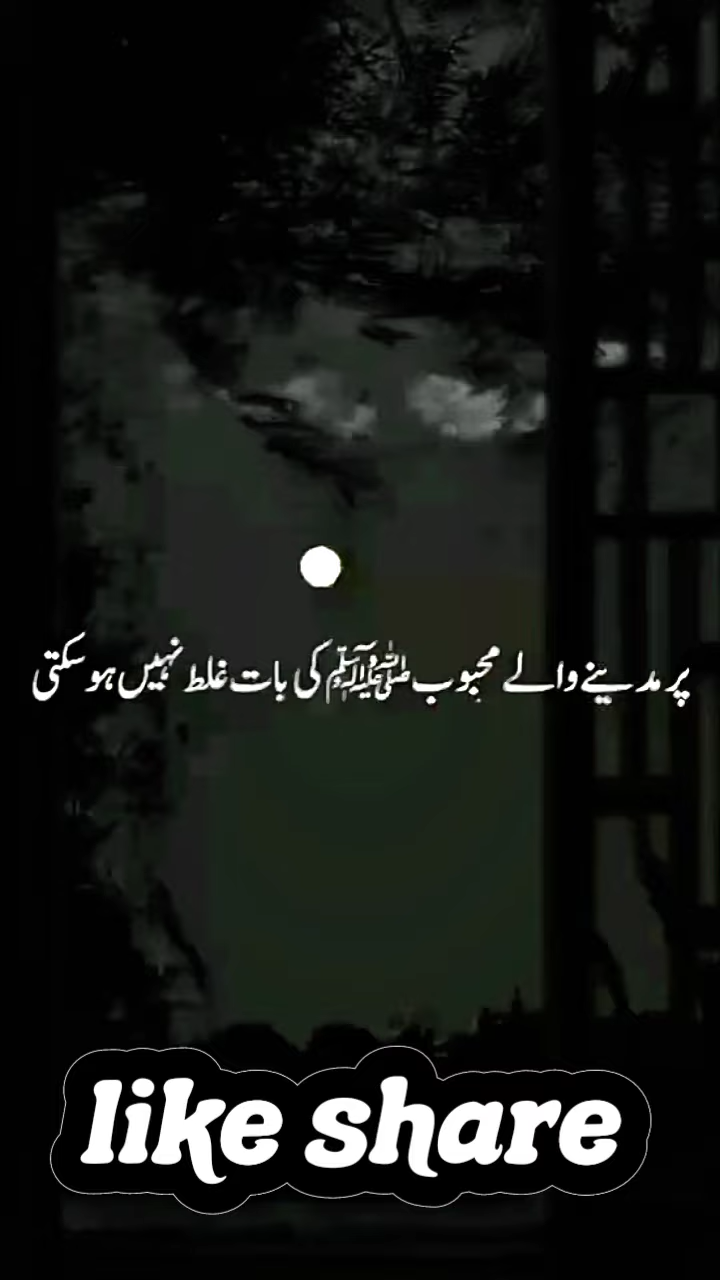 پر مدینے والے محبوب ﷺ کی بات غلط نہیں ہو سکتی
like share